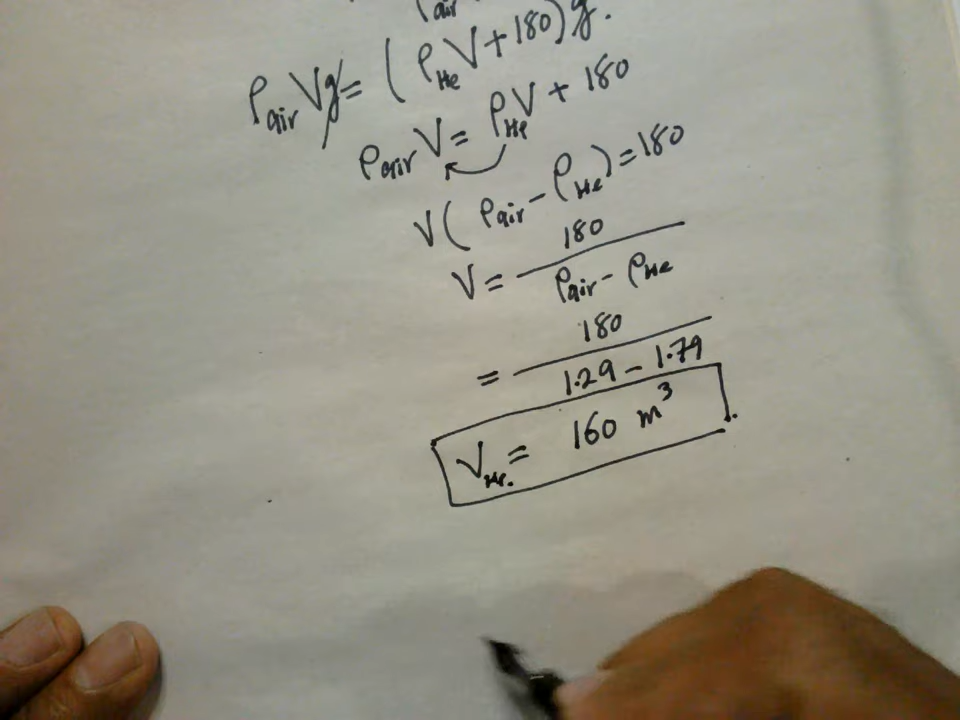 ρair
ρair Vg = (ρHe V + 180)g.
ρair V = ρHe V + 180
V(ρair - ρHe) = 180
V = 180 / ρair - ρHe
= 180 / 1.29 - 1.79
VHe. = 160 m³.